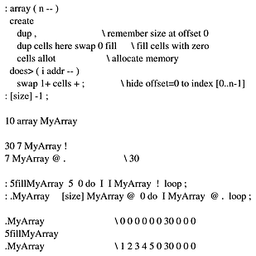 : array ( n -- )
create
dup , \ remember size at offset 0
dup cells here swap 0 fill \ fill cells with zero
cells allot \ allocate memory
does> ( i addr -- )
swap 1+ cells + ; \ hide offset=0 to index [0..n-1]
: [size] -1 ;
10 array MyArray
30 7 MyArray !
7 MyArray @ . \ 30
: 5fillMyArray 5 0 do I I MyArray ! loop ;
: .MyArray [size] MyArray @ 0 do I MyArray @ . loop ;
.MyArray \ 0 0 0 0 0 0 30 0 0 0
5fillMyArray
.MyArray \ 1 2 3 4 5 0 30 0 0 0